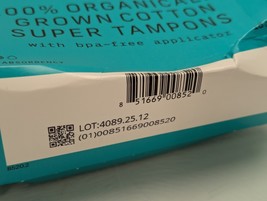 100% ORGANICALLY
GROWN COTTON
SUPER TAMPONS
with bpa-free applicator
ABSORBENCY
8 51669 00852 0
LOT:4089.25.12
(01)00851669008520